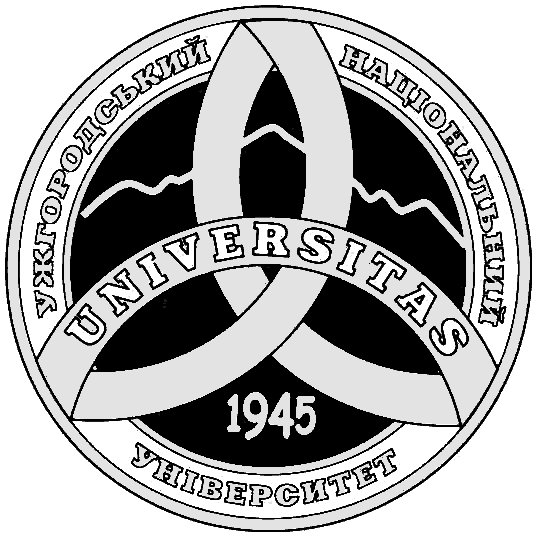 УЖГОРОДСЬКИЙ
НАЦІОНАЛЬНИЙ
UNIVERSITAS
1945
УНІВЕРСИТЕТ